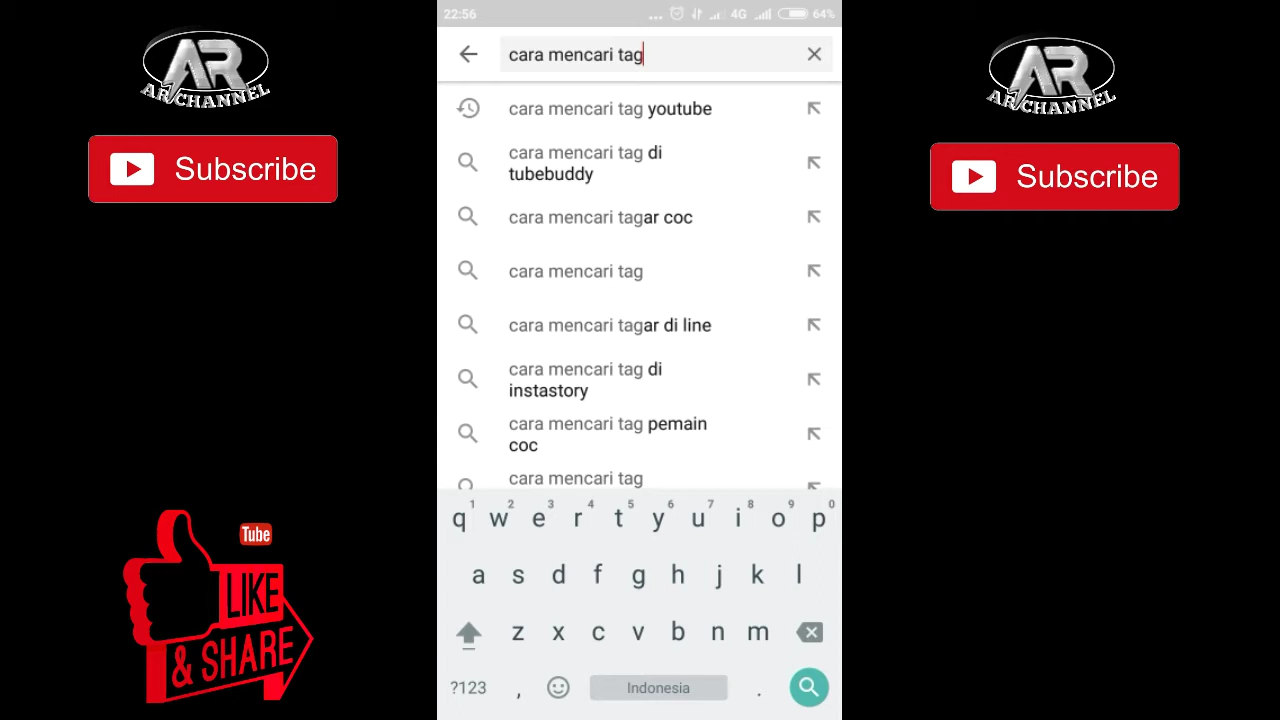 AR
AR CHANNEL
Subscribe
Tube
LIKE
& SHARE
22:56
4G
64%
cara mencari tag
cara mencari tag youtube
cara mencari tag di
tubebuddy
cara mencari tagar coc
cara mencari tag
cara mencari tagar di line
cara mencari tag di
instastory
cara mencari tag pemain
coc
cara mencari tag
1 2 3 4 5 6 7 8 9 0
q w e r t y u i o p
a s d f g h j k l
z x c v b n m
?123 , Indonesia .
AR
AR CHANNEL
Subscribe